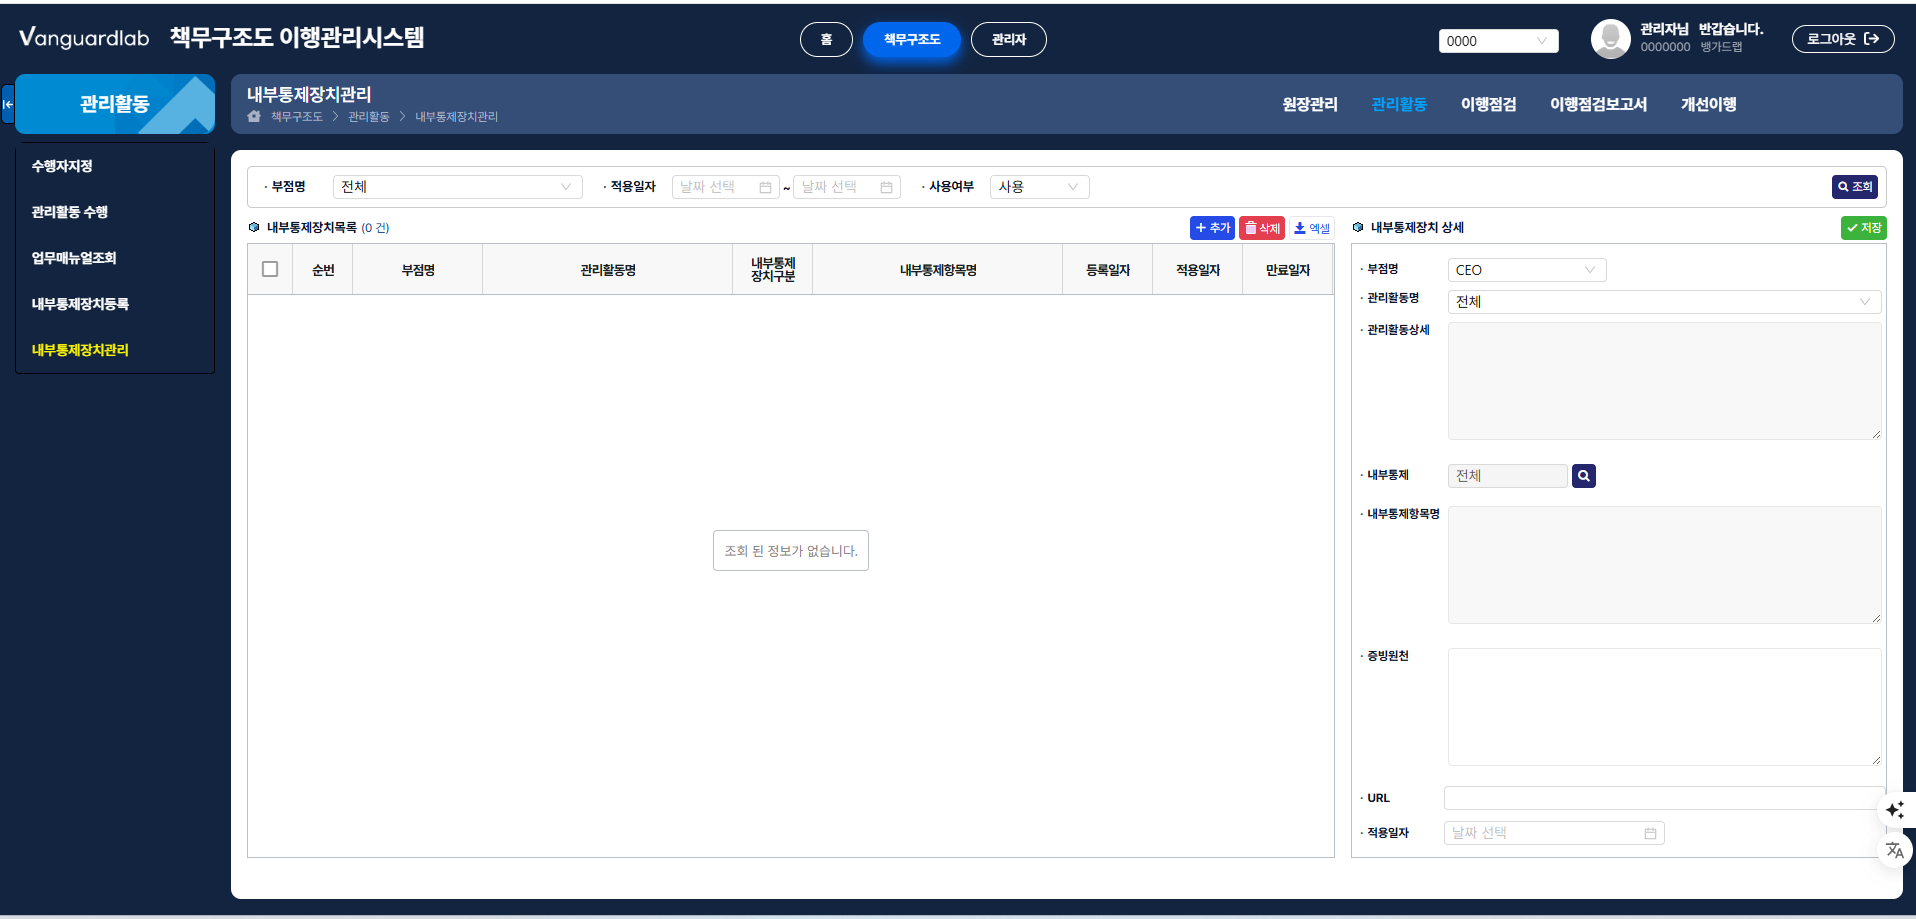 Vanguardlab 책무구조도 이행관리시스템
홈 책무구조도 관리자
0000
관리자님 반갑습니다.
0000000 뱅가드랩
로그아웃
관리활동
수행자지정
관리활동 수행
업무매뉴얼조회
내부통제장치등록
내부통제장치관리
내부통제장치관리
책무구조도 > 관리활동 > 내부통제장치관리
원장관리 관리활동 이행점검 이행점검보고서 개선이행
· 부점명 전체 · 적용일자 날짜 선택 ~ 날짜 선택 · 사용여부 사용 조회
내부통제장치목록 (0 건) 추가 삭제 엑셀
순번 부점명 관리활동명 내부통제 장치구분 내부통제항목명 등록일자 적용일자 만료일자
조회 된 정보가 없습니다.
내부통제장치 상세 저장
· 부점명 CEO
· 관리활동명 전체
· 관리활동상세
· 내부통제 전체
· 내부통제항목명
· 증빙원천
· URL
· 적용일자 날짜 선택